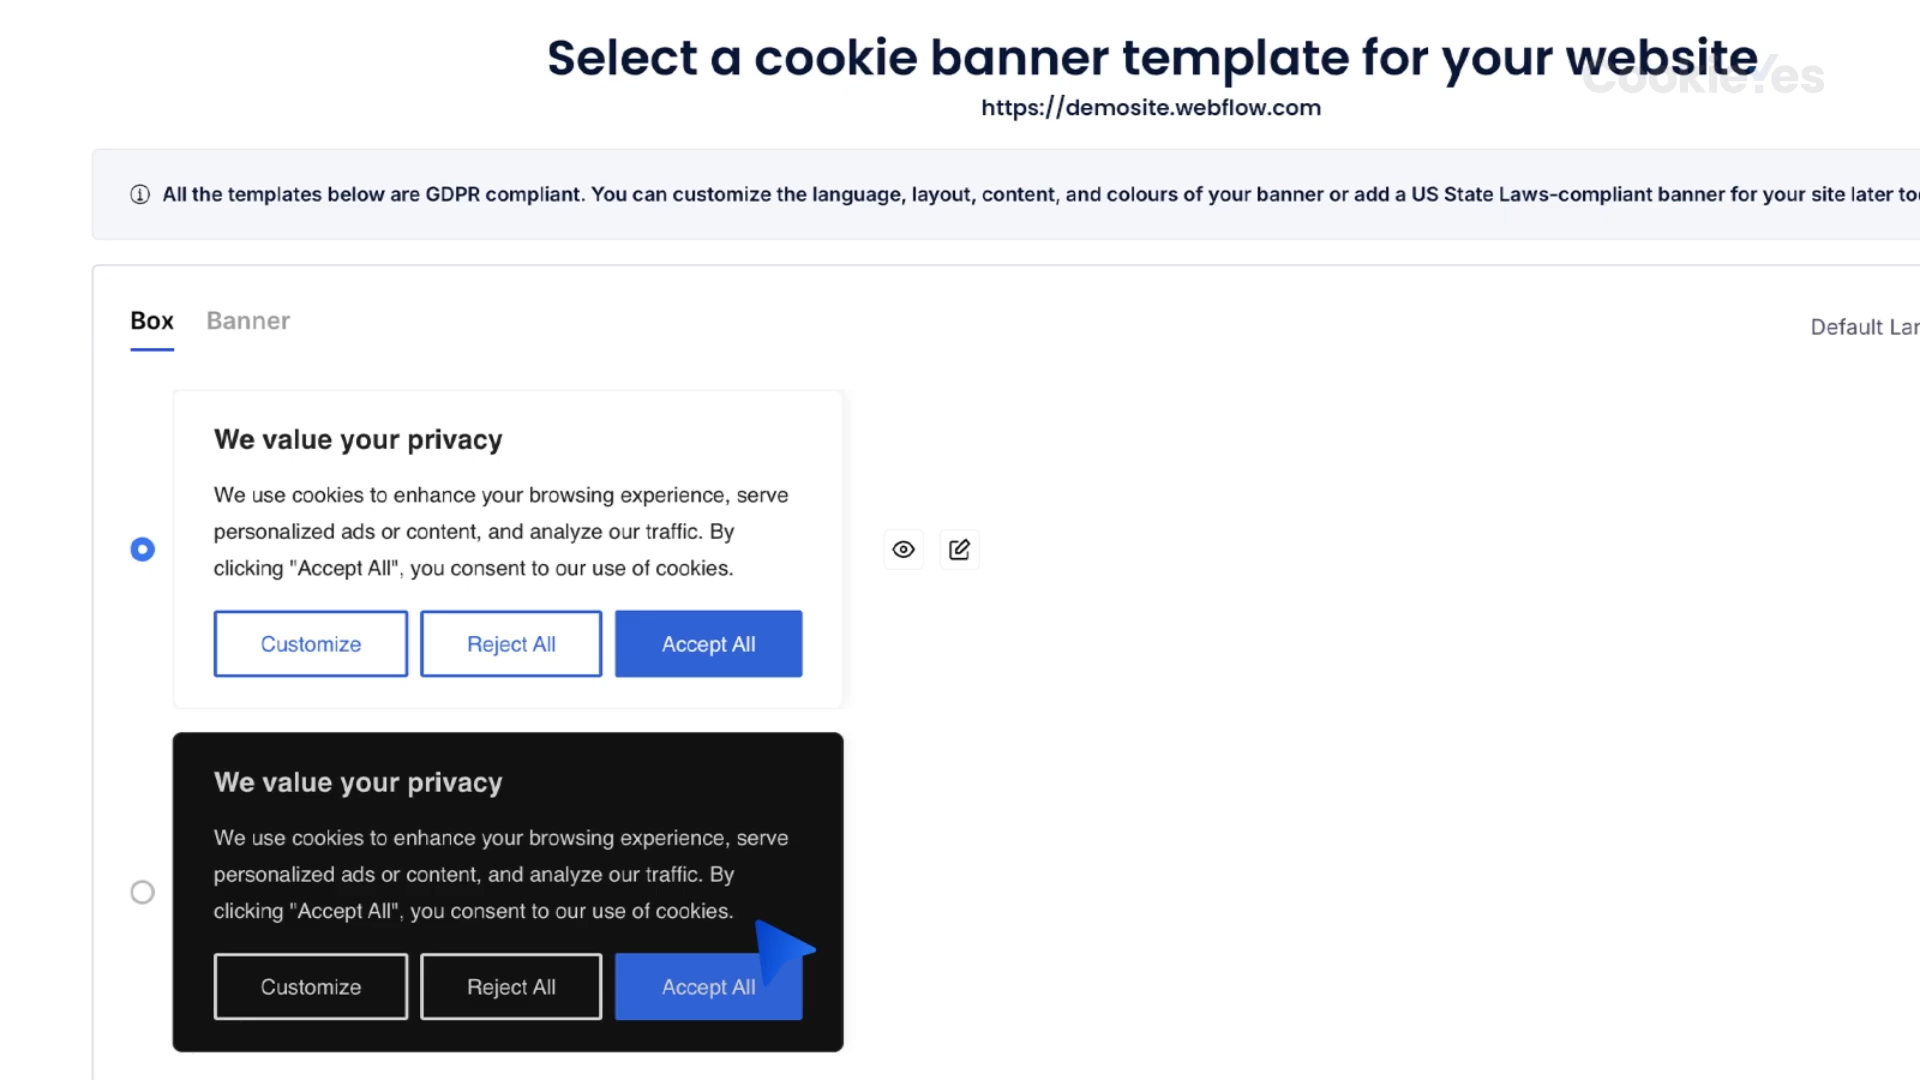 Select a cookie banner template for your website
CookieYes
https://demosite.webflow.com
All the templates below are GDPR compliant. You can customize the language, layout, content, and colours of your banner or add a US State Laws-compliant banner for your site later
Box Banner
Default
We value your privacy
We use cookies to enhance your browsing experience, serve
personalized ads or content, and analyze our traffic. By
clicking "Accept All", you consent to our use of cookies.
Customize Reject All Accept All
We value your privacy
We use cookies to enhance your browsing experience, serve
personalized ads or content, and analyze our traffic. By
clicking "Accept All", you consent to our use of cookies.
Customize Reject All Accept All